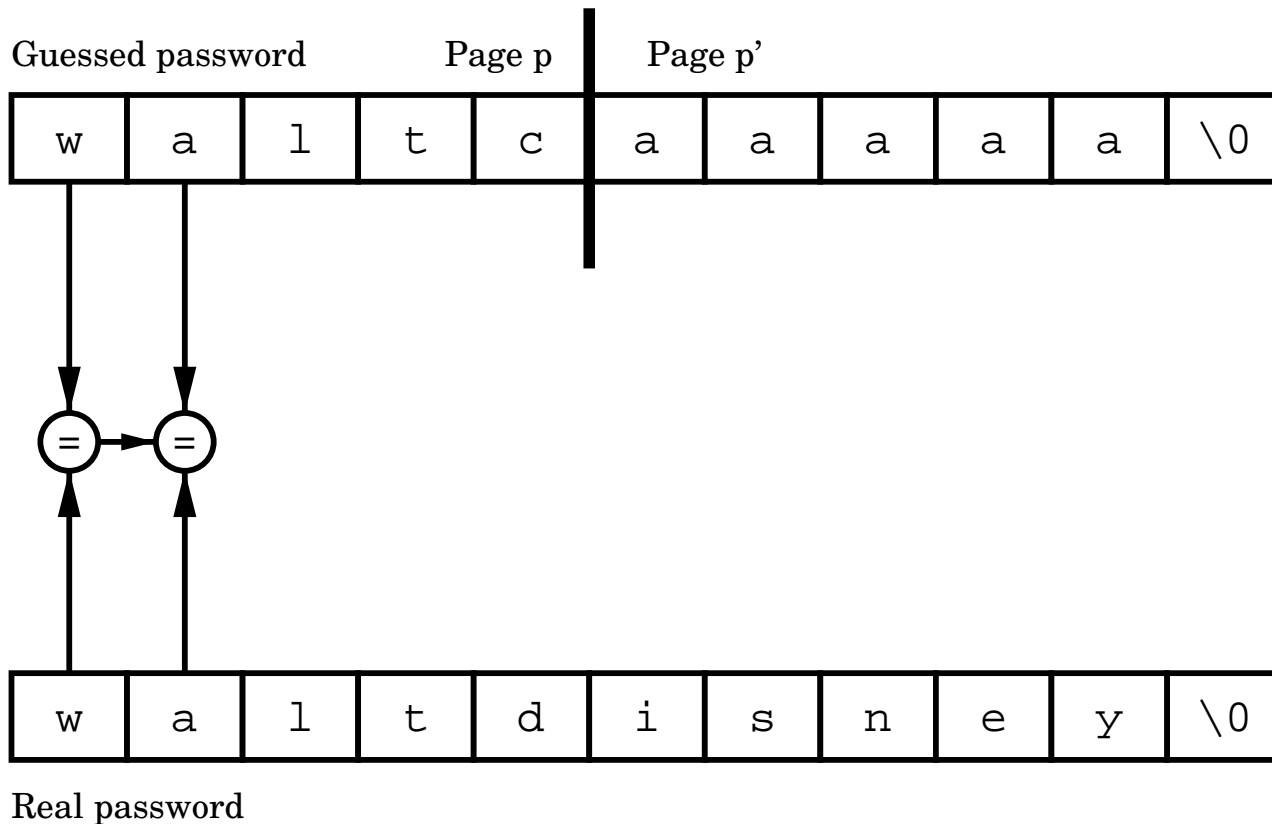 Guessed password Page p Page p’
w a l t c a a a a a \0
= =
w a l t d i s n e y \0
Real password